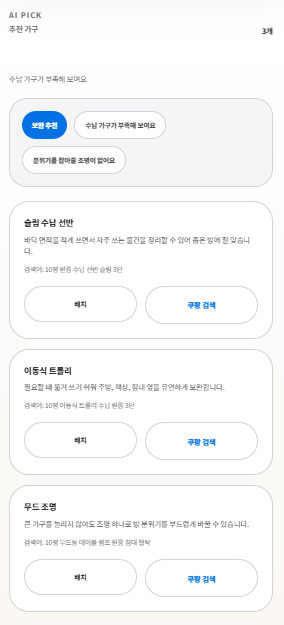 AI PICK
추천 가구
3개
수납 가구가 부족해 보여요
보완 추천
수납 가구가 부족해 보여요
분위기를 잡아줄 조명이 없어요
슬림 수납 선반
바닥 면적을 적게 쓰면서 자주 쓰는 물건을 정리할 수 있어 좁은 방에 잘 맞습니
다.
검색어: 10평 원룸 수납 선반 슬림 3단
배치
쿠팡 검색
이동식 트롤리
필요할 때 옮겨 쓰기 쉬워 주방, 책상, 침대 옆을 유연하게 보완합니다.
검색어: 10평 이동식 트롤리 수납 원룸 3단
배치
쿠팡 검색
무드 조명
큰 가구를 늘리지 않아도 조명 하나로 방 분위기를 부드럽게 바꿀 수 있습니다.
검색어: 10평 무드등 테이블 램프 원룸 침대 협탁
배치
쿠팡 검색